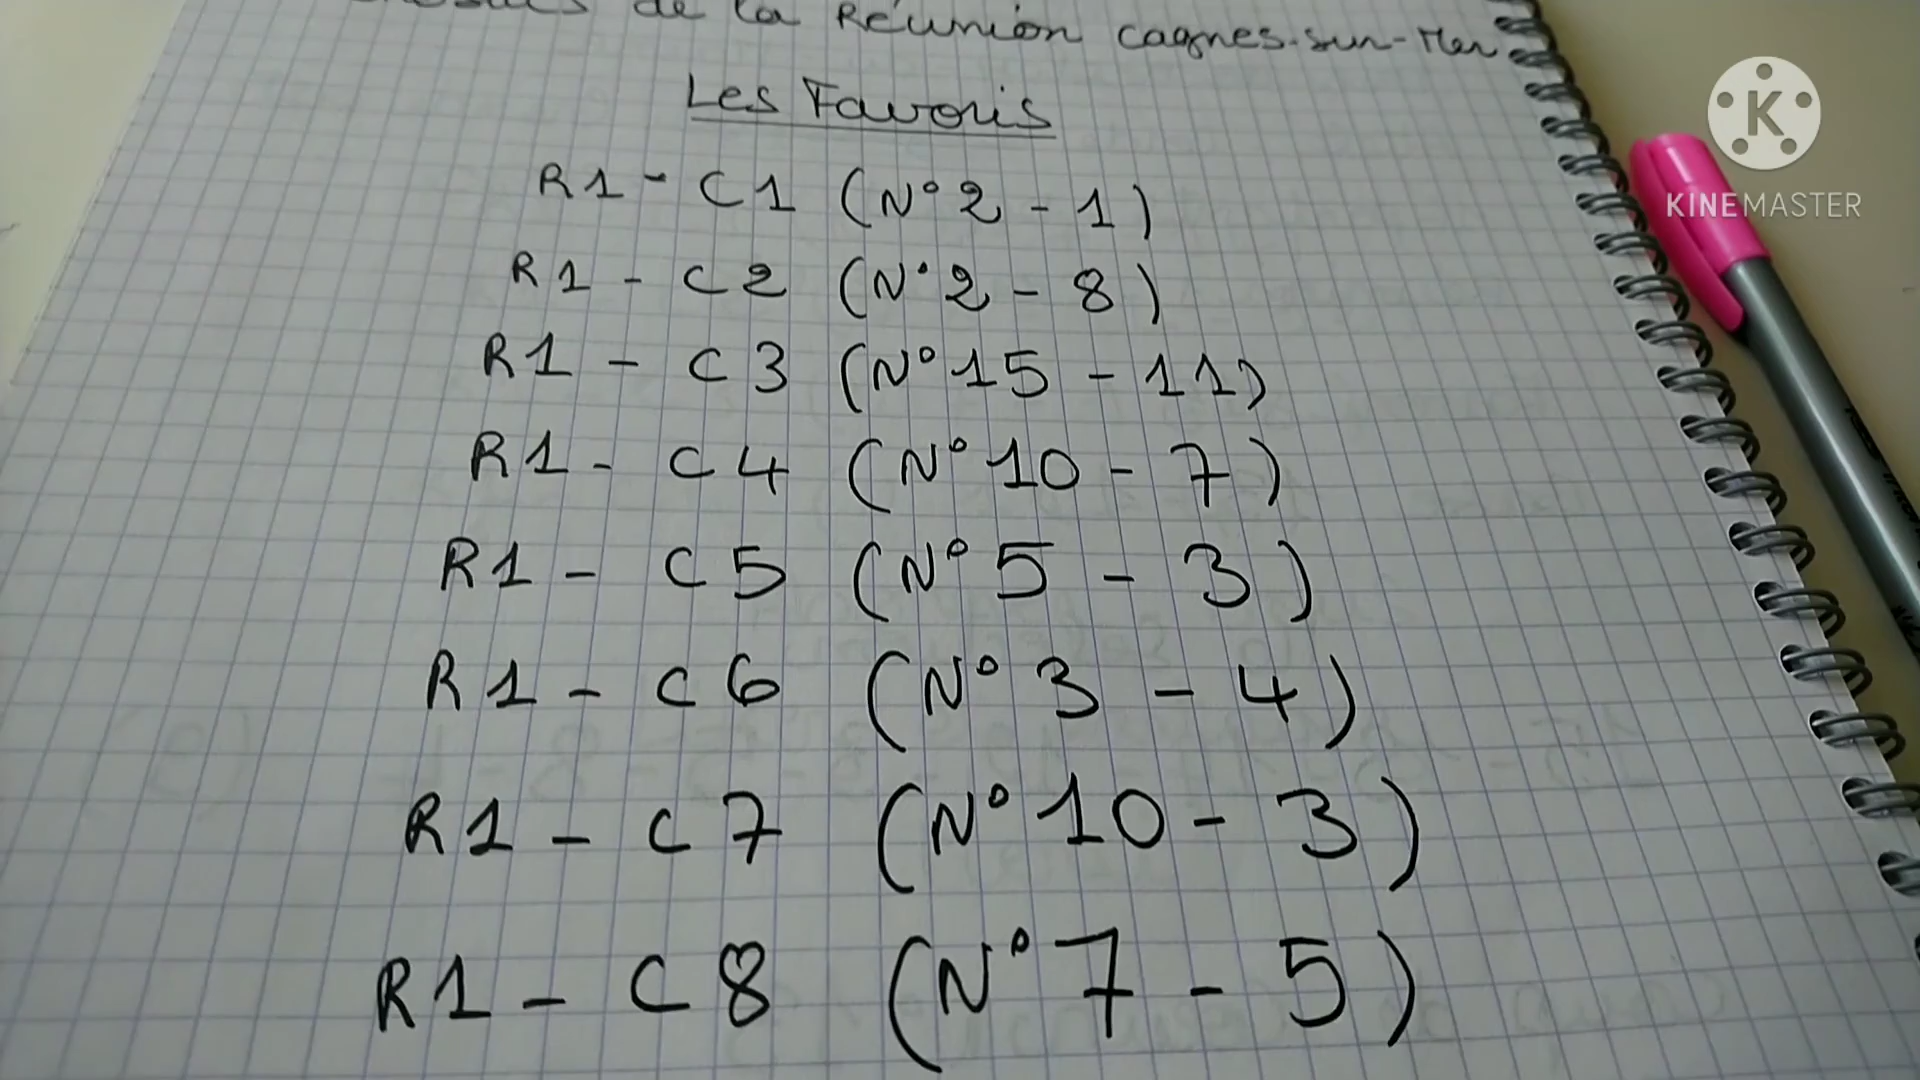 de la Réunion cagnes-sur-Mer
Les Favoris
R1 - C1 (N° 2 - 1)
R1 - C2 (N° 2 - 8)
R1 - C3 (N° 15 - 11)
R1 - C4 (N° 10 - 7)
R1 - C5 (N° 5 - 3)
R1 - C6 (N° 3 - 4)
R1 - C7 (N° 10 - 3)
R1 - C8 (N° 7 - 5)
K
KINEMASTER